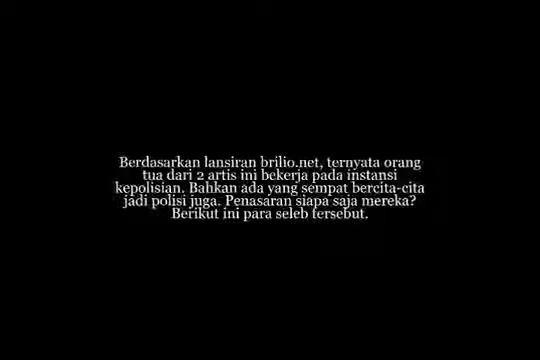 Berdasarkan lansiran brilio.net, ternyata orang
tua dari 2 artis ini bekerja pada instansi
kepolisian. Bahkan ada yang sempat bercita-cita
jadi polisi juga. Penasaran siapa saja mereka?
Berikut ini para seleb tersebut.